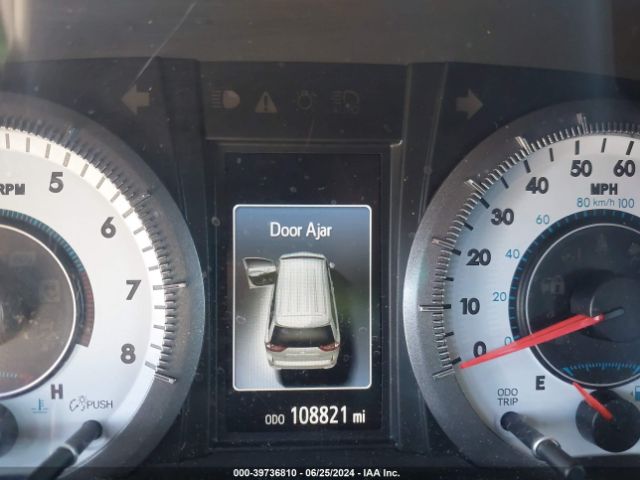 RPM
5
6
7
8
H
PUSH
Door Ajar
ODO 108821 mi
60
50
40
30
20
10
0
MPH
80 km/h 100
60
40
20
0
E
ODO
TRIP
000-39736810 - 06/25/2024 - IAA Inc.